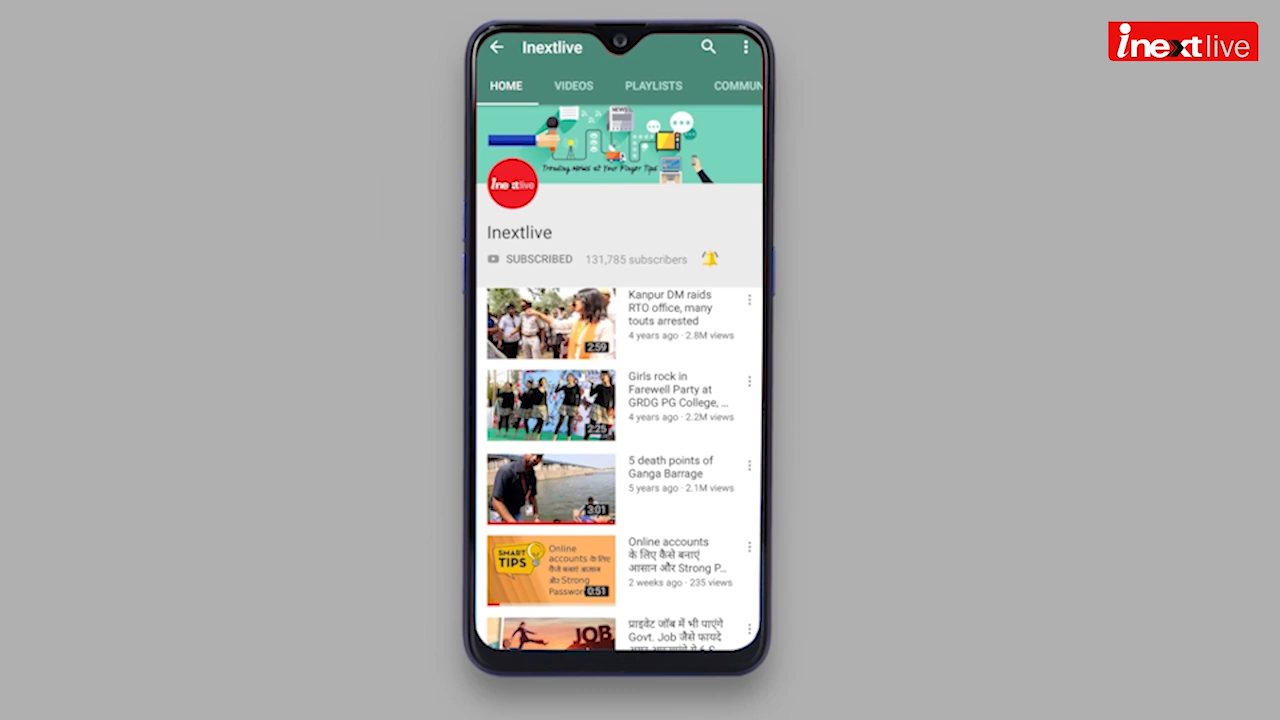 inextlive
Inextlive
HOME VIDEOS PLAYLISTS COMMUN
NEWS
Trending News at Your Finger Tips
inextlive
Inextlive
SUBSCRIBED 131,785 subscribers
Kanpur DM raids
RTO office, many
touts arrested
4 years ago · 2.8M views
2:59
Girls rock in
Farewell Party at
GRDG PG College, ...
4 years ago · 2.2M views
2:25
5 death points of
Ganga Barrage
5 years ago · 2.1M views
3:01
SMART
TIPS
Online
accounts के लिए
कैसे बनाएं आसान
और Strong
Passwor
0:51
Online accounts
के लिए कैसे बनाएं
आसान और Strong P...
2 weeks ago · 235 views
JOB
प्राइवेट जॉब में भी पाएंगे
Govt. Job जैसे फायदे